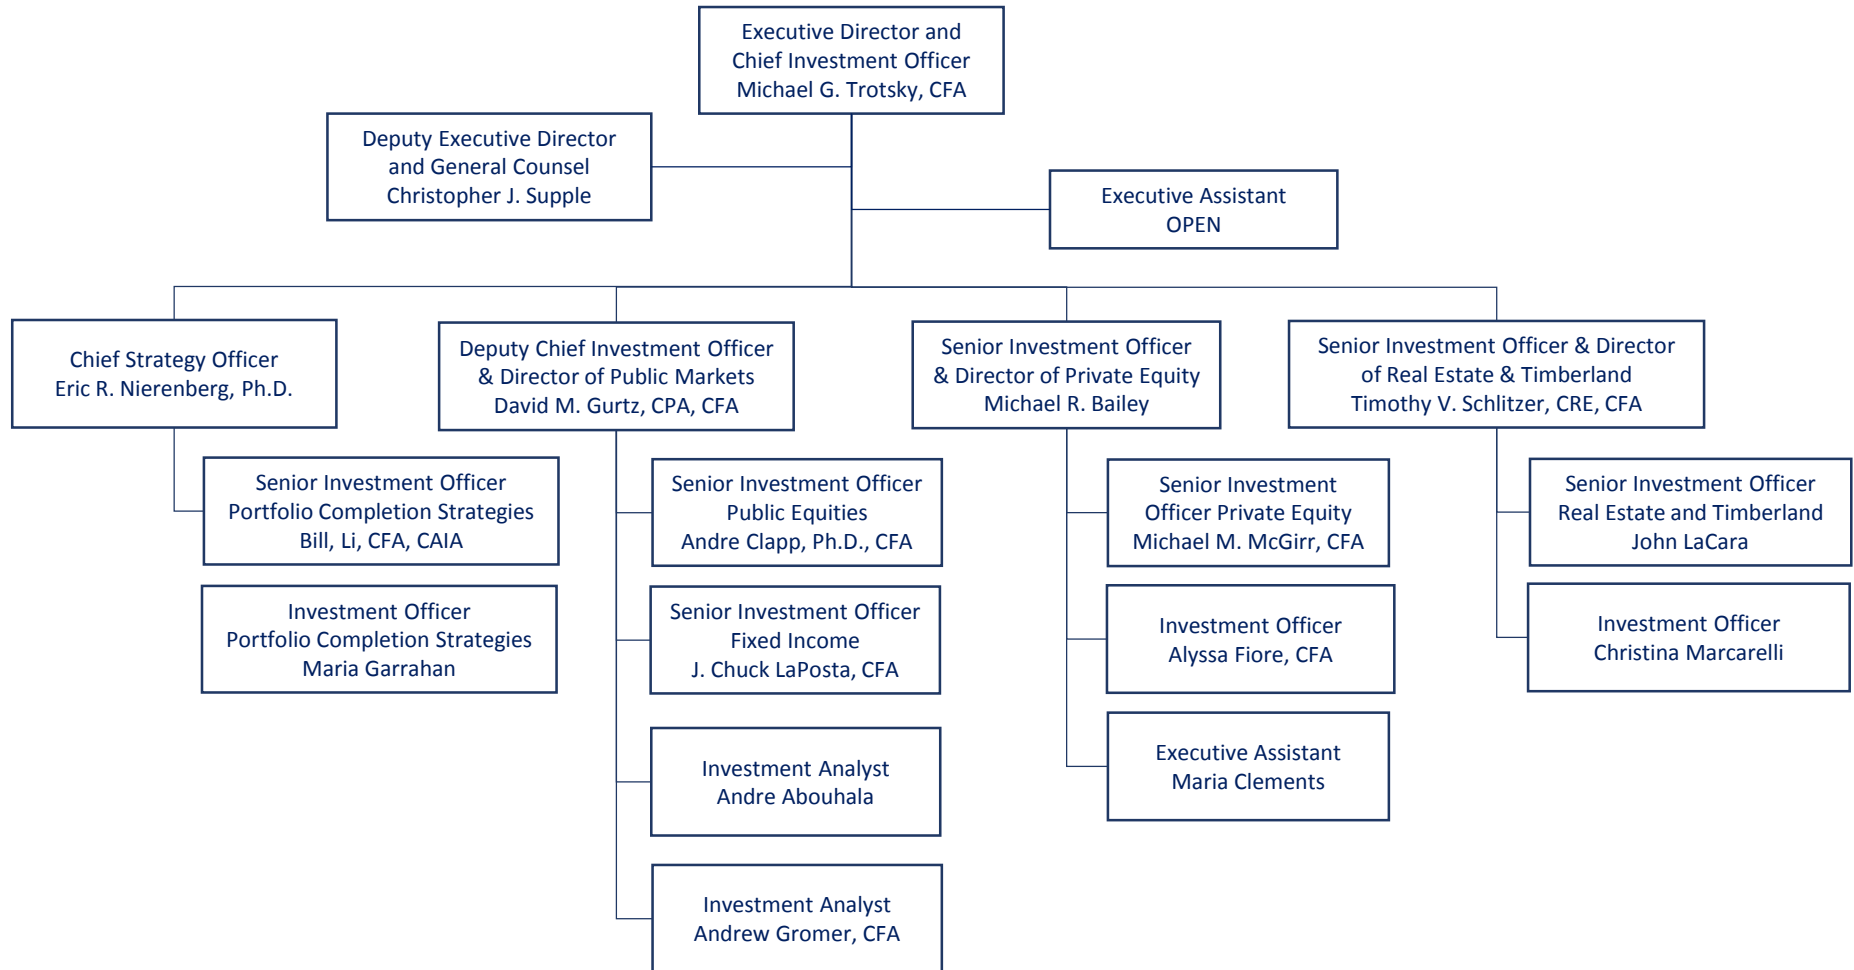 Executive Director and
Chief Investment Officer
Michael G. Trotsky, CFA
Deputy Executive Director
and General Counsel
Christopher J. Supple
Executive Assistant
OPEN
Chief Strategy Officer
Eric R. Nierenberg, Ph.D.
Senior Investment Officer
Portfolio Completion Strategies
Bill, Li, CFA, CAIA
Investment Officer
Portfolio Completion Strategies
Maria Garrahan
Deputy Chief Investment Officer
& Director of Public Markets
David M. Gurtz, CPA, CFA
Senior Investment Officer
Public Equities
Andre Clapp, Ph.D., CFA
Senior Investment Officer
Fixed Income
J. Chuck LaPosta, CFA
Investment Analyst
Andre Abouhala
Investment Analyst
Andrew Gromer, CFA
Senior Investment Officer
& Director of Private Equity
Michael R. Bailey
Senior Investment
Officer Private Equity
Michael M. McGirr, CFA
Investment Officer
Alyssa Fiore, CFA
Executive Assistant
Maria Clements
Senior Investment Officer & Director
of Real Estate & Timberland
Timothy V. Schlitzer, CRE, CFA
Senior Investment Officer
Real Estate and Timberland
John LaCara
Investment Officer
Christina Marcarelli